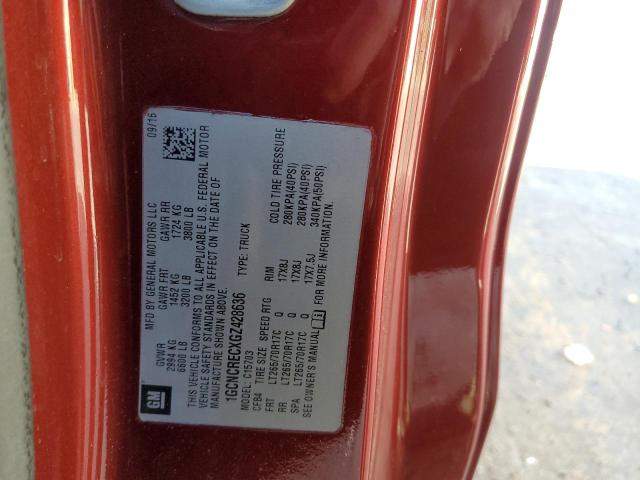 GM
MFD BY GENERAL MOTORS LLC 09/16
GVWR GAWR FRT GAWR RR
2994 KG 1452 KG 1724 KG
6600 LB 3200 LB 3800 LB
THIS VEHICLE CONFORMS TO ALL APPLICABLE U.S. FEDERAL MOTOR
VEHICLE SAFETY STANDARDS IN EFFECT ON THE DATE OF
MANUFACTURE SHOWN ABOVE.
1GCNCRECXGZ428636
MODEL: C15703 TYPE: TRUCK
CFB4 TIRE SIZE SPEED RTG RIM COLD TIRE PRESSURE
FRT LT265/70R17C Q 17X8J 280KPA(40PSI)
RR LT265/70R17C Q 17X8J 280KPA(40PSI)
SPA LT265/70R17C Q 17X7.5J 340KPA(50PSI)
SEE OWNER'S MANUAL FOR MORE INFORMATION.